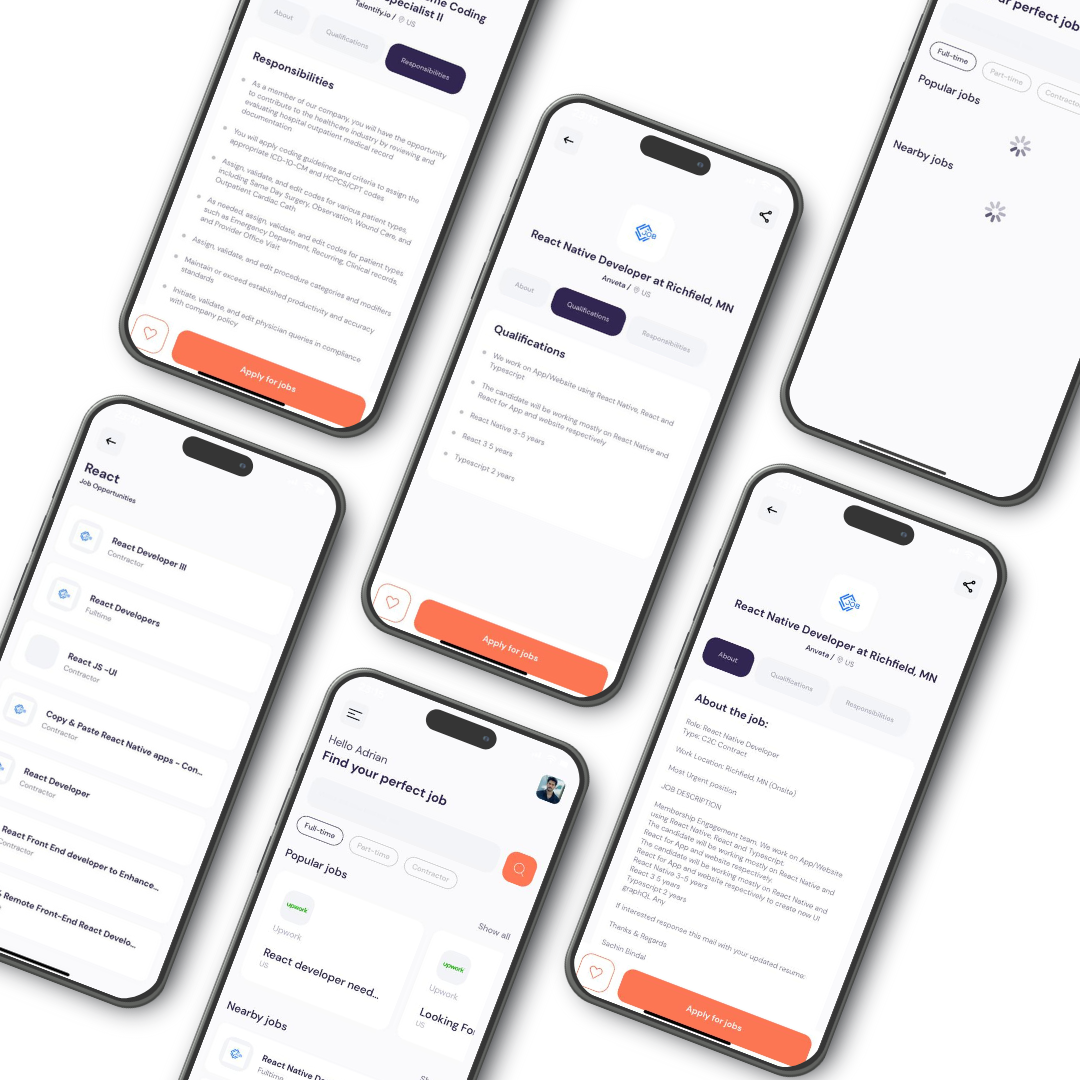 me Coding
pecialist II
Talentify.io / US
About
Qualifications
Responsibilities
Responsibilities
As a member of our company, you will have the opportunity
to contribute to the healthcare industry by reviewing and
evaluating hospital outpatient medical record
documentation
You will apply coding guidelines and criteria to assign the
appropriate ICD-10-CM and HCPCS/CPT codes
Assign, validate, and edit codes for various patient types,
including Same Day Surgery, Observation, Wound Care, and
Outpatient Cardiac Cath
As needed, assign, validate, and edit codes for patient types
such as Emergency Department, Recurring, Clinical records,
and Provider Office Visit
Assign, validate, and edit procedure categories and modifiers
Maintain or exceed established productivity and accuracy
standards
Initiate, validate, and edit physician queries in compliance
with company policy
Apply for jobs
React Native Developer at Richfield, MN
Anveta / US
About
Qualifications
Responsibilities
Qualifications
We work on App/Website using React Native, React and
Typescript
The candidate will be working mostly on React Native and
React for App and website respectively
React Native 3-5 years
React 3 5 years
Typescript 2 years
Apply for jobs
ur perfect job
Full-time
Part-time
Contractor
Popular jobs
Nearby jobs
React
Job Opportunities
React Developer III
Contractor
React Developers
Fulltime
React JS -UI
Contractor
Copy & Paste React Native apps - Con...
Contractor
React Developer
Contractor
React Front End developer to Enhance...
Contractor
& Remote Front-End React Develo...
Hello Adrian
Find your perfect job
Full-time
Part-time
Contractor
Popular jobs
Show all
upwork
Upwork
React developer need...
US
upwork
Upwork
Looking For
US
Nearby jobs
React Native D
Fulltime
JOB
React Native Developer at Richfield, MN
Anveta / US
About
Qualifications
Responsibilities
About the job:
Role: React Native Developer
Type: C2C Contract
Work Location: Richfield, MN (Onsite)
Most Urgent position
JOB DESCRIPTION
Membership Engagement team. We work on App/Website
using React Native, React and Typescript.
The candidate will be working mostly on React Native and
React for App and website respectively.
The candidate will be working mostly on React Native and
React for App and website respectively to create new UI
React Native 3-5 years
React 3 5 years
Typescript 2 years
graphQL Any
If interested response this mail with your updated resume:
Thanks & Regards
Sachin Bindal
Apply for jobs